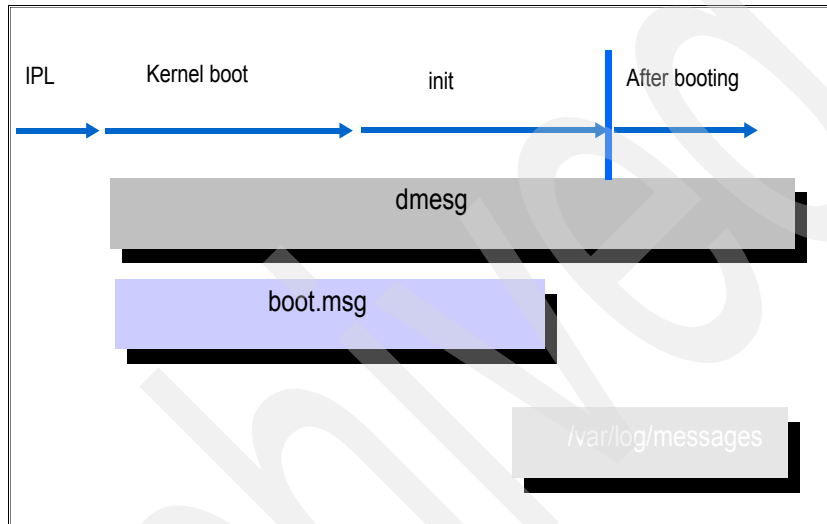 IPL
Kernel boot
init
After booting
dmesg
boot.msg
/var/log/messages